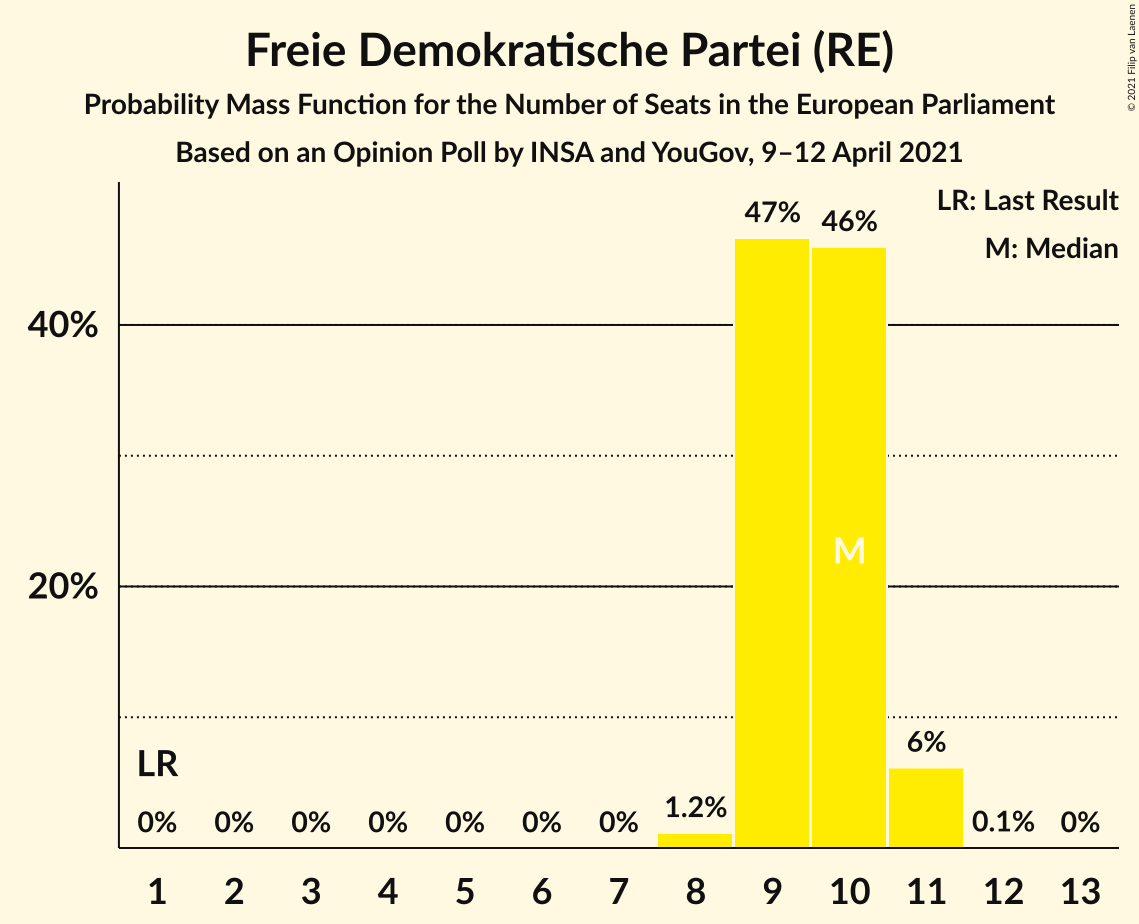 Freie Demokratische Partei (RE)
Probability Mass Function for the Number of Seats in the European Parliament
Based on an Opinion Poll by INSA and YouGov, 9–12 April 2021
© 2021 Filip van Laenen
LR: Last Result
M: Median
47%
46%
40%
M
20%
6%
LR
1.2%
0% 0% 0% 0% 0% 0% 0% 0.1% 0%
1 2 3 4 5 6 7 8 9 10 11 12 13